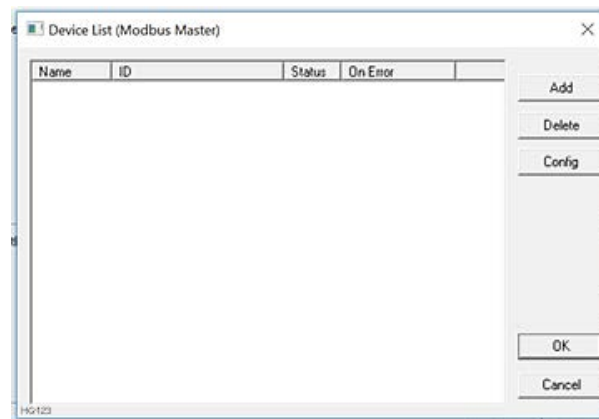 Device List (Modbus Master)
Name ID Status On Error
Add
Delete
Config
OK
Cancel
HG123